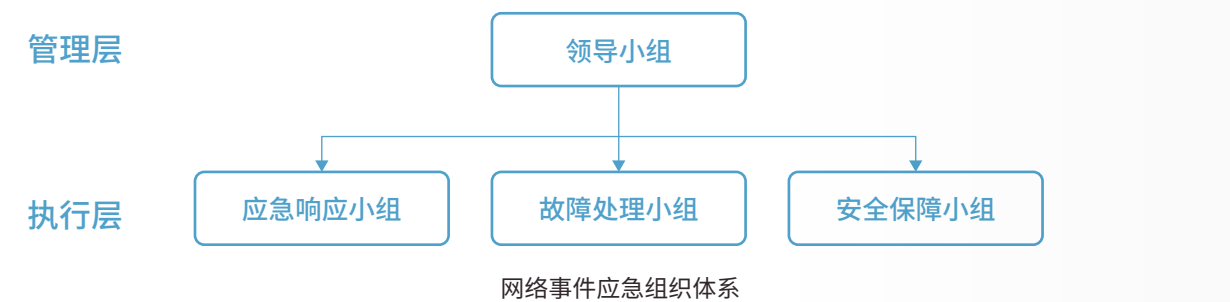 管理层
领导小组
执行层
应急响应小组
故障处理小组
安全保障小组
网络事件应急组织体系